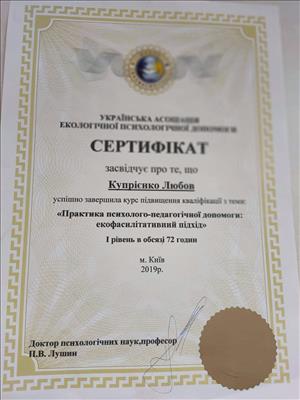 УКРАЇНСЬКА АСОЦІАЦІЯ
ЕКОЛОГІЧНОЇ ПСИХОЛОГІЧНОЇ ДОПОМОГИ
СЕРТИФІКАТ
засвідчує про те, що
Купрієнко Любов
успішно завершила курс підвищення кваліфікації з теми:
«Практика психолого-педагогічної допомоги:
екофасилітативний підхід»
I рівень в обсязі 72 годин
м. Київ
2019р.
Доктор психологічних наук,професор
П.В. Лушин